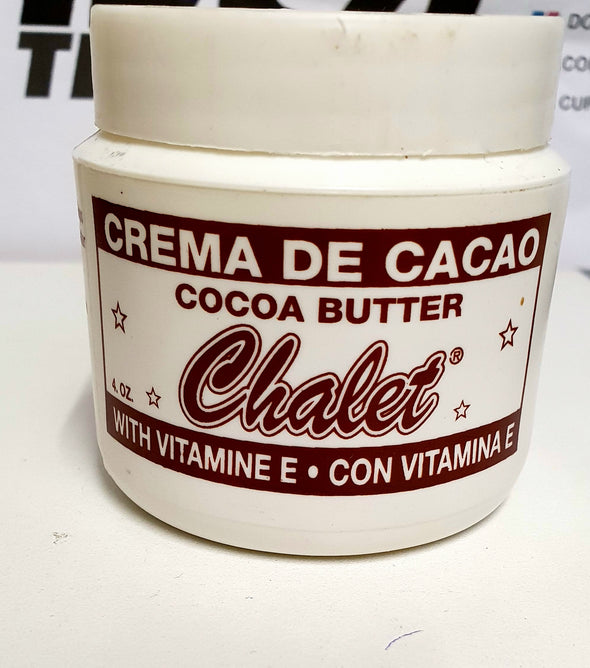 CREMA DE CACAO
COCOA BUTTER
Chalet®
4. OZ.
WITH VITAMINE E • CON VITAMINA E